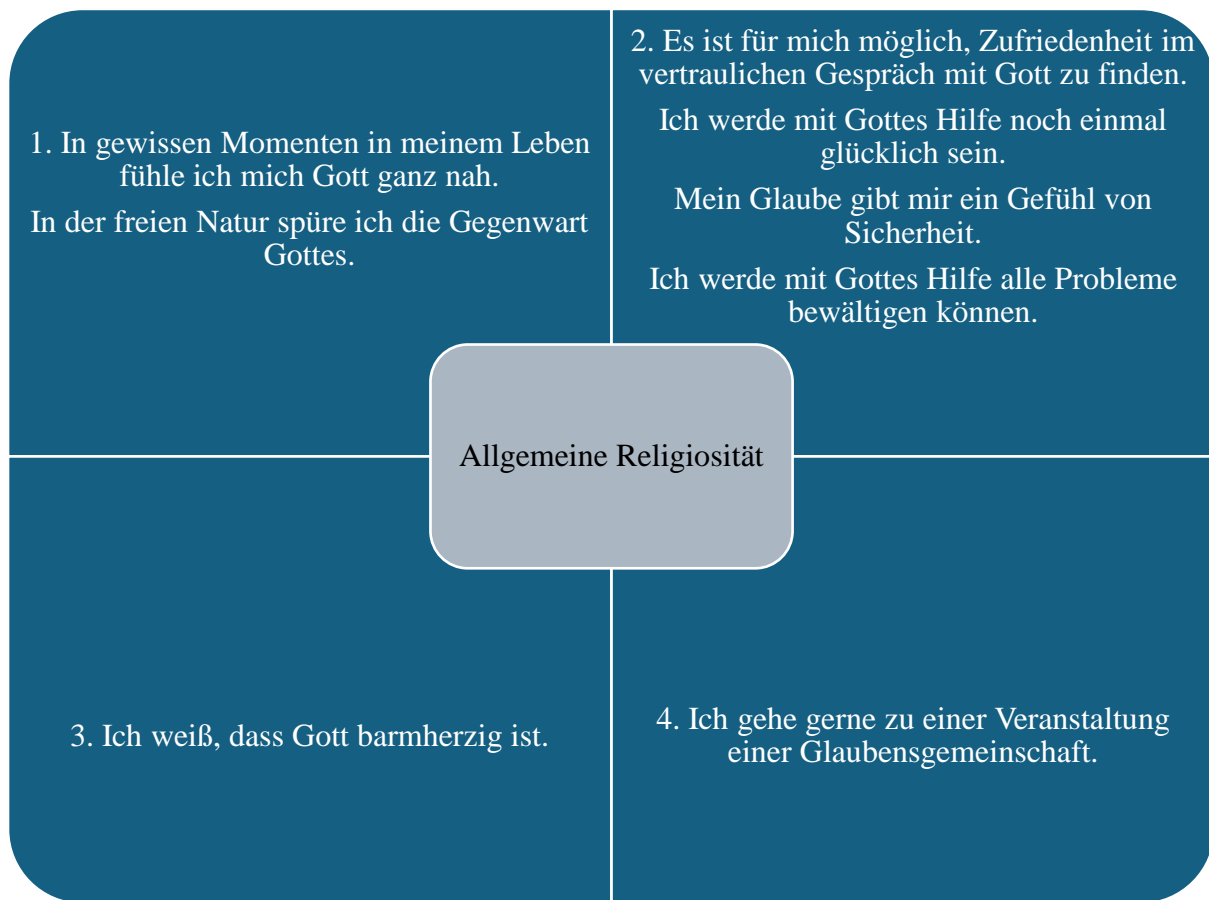 1. In gewissen Momenten in meinem Leben
fühle ich mich Gott ganz nah.
In der freien Natur spüre ich die Gegenwart
Gottes.
2. Es ist für mich möglich, Zufriedenheit im
vertraulichen Gespräch mit Gott zu finden.
Ich werde mit Gottes Hilfe noch einmal
glücklich sein.
Mein Glaube gibt mir ein Gefühl von
Sicherheit.
Ich werde mit Gottes Hilfe alle Probleme
bewältigen können.
Allgemeine Religiosität
3. Ich weiß, dass Gott barmherzig ist.
4. Ich gehe gerne zu einer Veranstaltung
einer Glaubensgemeinschaft.